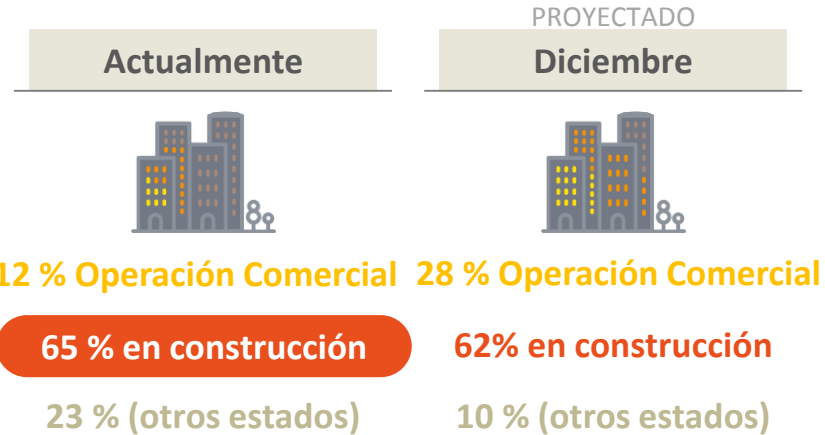 PROYECTADO
Actualmente
Diciembre
12 % Operación Comercial
28 % Operación Comercial
65 % en construcción
62% en construcción
23 % (otros estados)
10 % (otros estados)